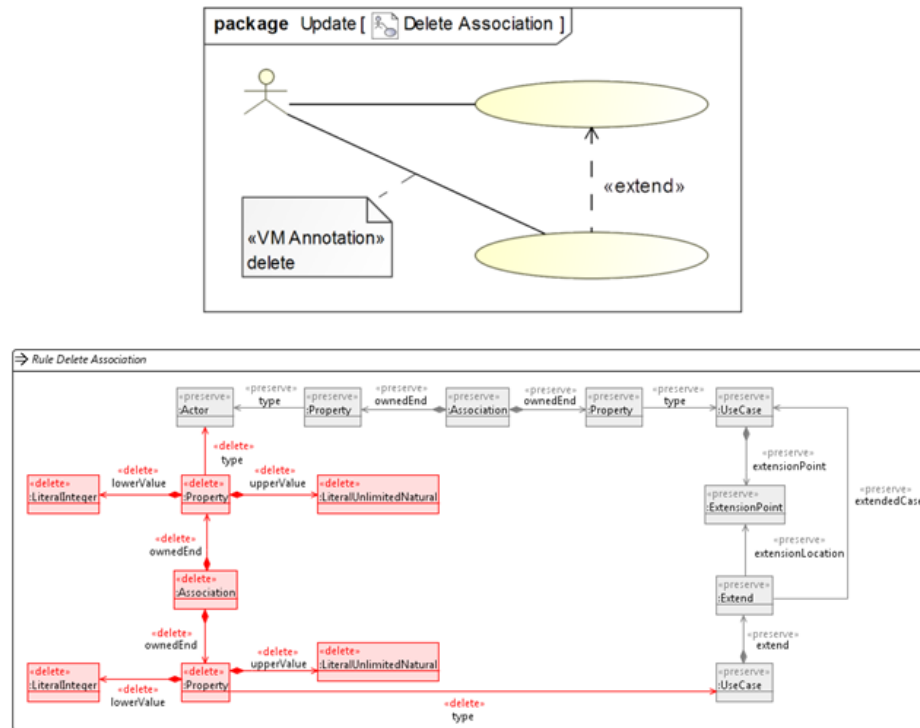 package Update [ Delete Association ]
«extend»
«VM Annotation»
delete
Rule Delete Association
«preserve» «preserve» «preserve» «preserve» «preserve» «preserve» «preserve» «preserve» «preserve»
:Actor type :Property ownedEnd :Association ownedEnd :Property type :UseCase
«delete»
type
«preserve»
extensionPoint
«delete» «delete» «delete» «delete» «delete»
:LiteralInteger lowerValue :Property upperValue :LiteralUnlimitedNatural
«preserve»
:ExtensionPoint
«preserve»
extendedCase
«delete»
ownedEnd
«preserve»
extensionLocation
«delete»
:Association
«preserve»
:Extend
«delete»
ownedEnd
«preserve»
extend
«delete» «delete» «delete» «delete» «delete»
:LiteralInteger lowerValue :Property upperValue :LiteralUnlimitedNatural
«preserve»
:UseCase
«delete»
type